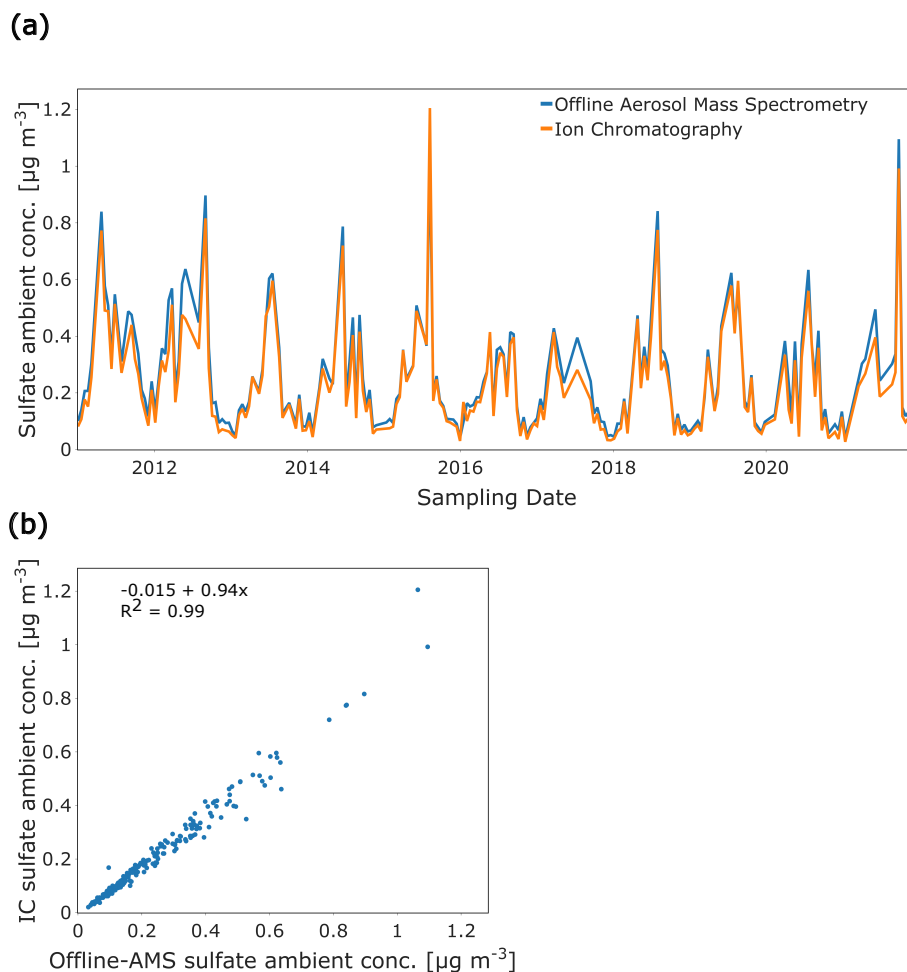 (a)
Sulfate ambient conc. [µg m⁻³]
1.2
1
0.8
0.6
0.4
0.2
0
Offline Aerosol Mass Spectrometry
Ion Chromatography
2012 2014 2016 2018 2020
Sampling Date
(b)
IC sulfate ambient conc. [µg m⁻³]
1.2
1
0.8
0.6
0.4
0.2
0
-0.015 + 0.94x
R² = 0.99
0 0.2 0.4 0.6 0.8 1 1.2
Offline-AMS sulfate ambient conc. [µg m⁻³]